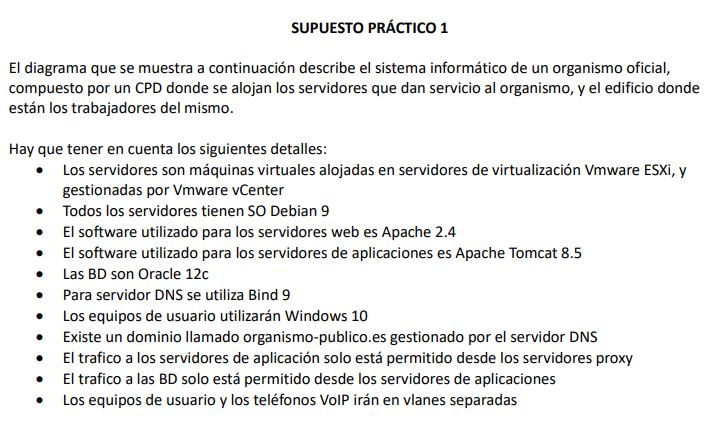 SUPUESTO PRÁCTICO 1
El diagrama que se muestra a continuación describe el sistema informático de un organismo oficial,
compuesto por un CPD donde se alojan los servidores que dan servicio al organismo, y el edificio donde
están los trabajadores del mismo.
Hay que tener en cuenta los siguientes detalles:
• Los servidores son máquinas virtuales alojadas en servidores de virtualización Vmware ESXi, y
gestionadas por Vmware vCenter
• Todos los servidores tienen SO Debian 9
• El software utilizado para los servidores web es Apache 2.4
• El software utilizado para los servidores de aplicaciones es Apache Tomcat 8.5
• Las BD son Oracle 12c
• Para servidor DNS se utiliza Bind 9
• Los equipos de usuario utilizarán Windows 10
• Existe un dominio llamado organismo-publico.es gestionado por el servidor DNS
• El trafico a los servidores de aplicación solo está permitido desde los servidores proxy
• El trafico a las BD solo está permitido desde los servidores de aplicaciones
• Los equipos de usuario y los teléfonos VoIP irán en vlanes separadas